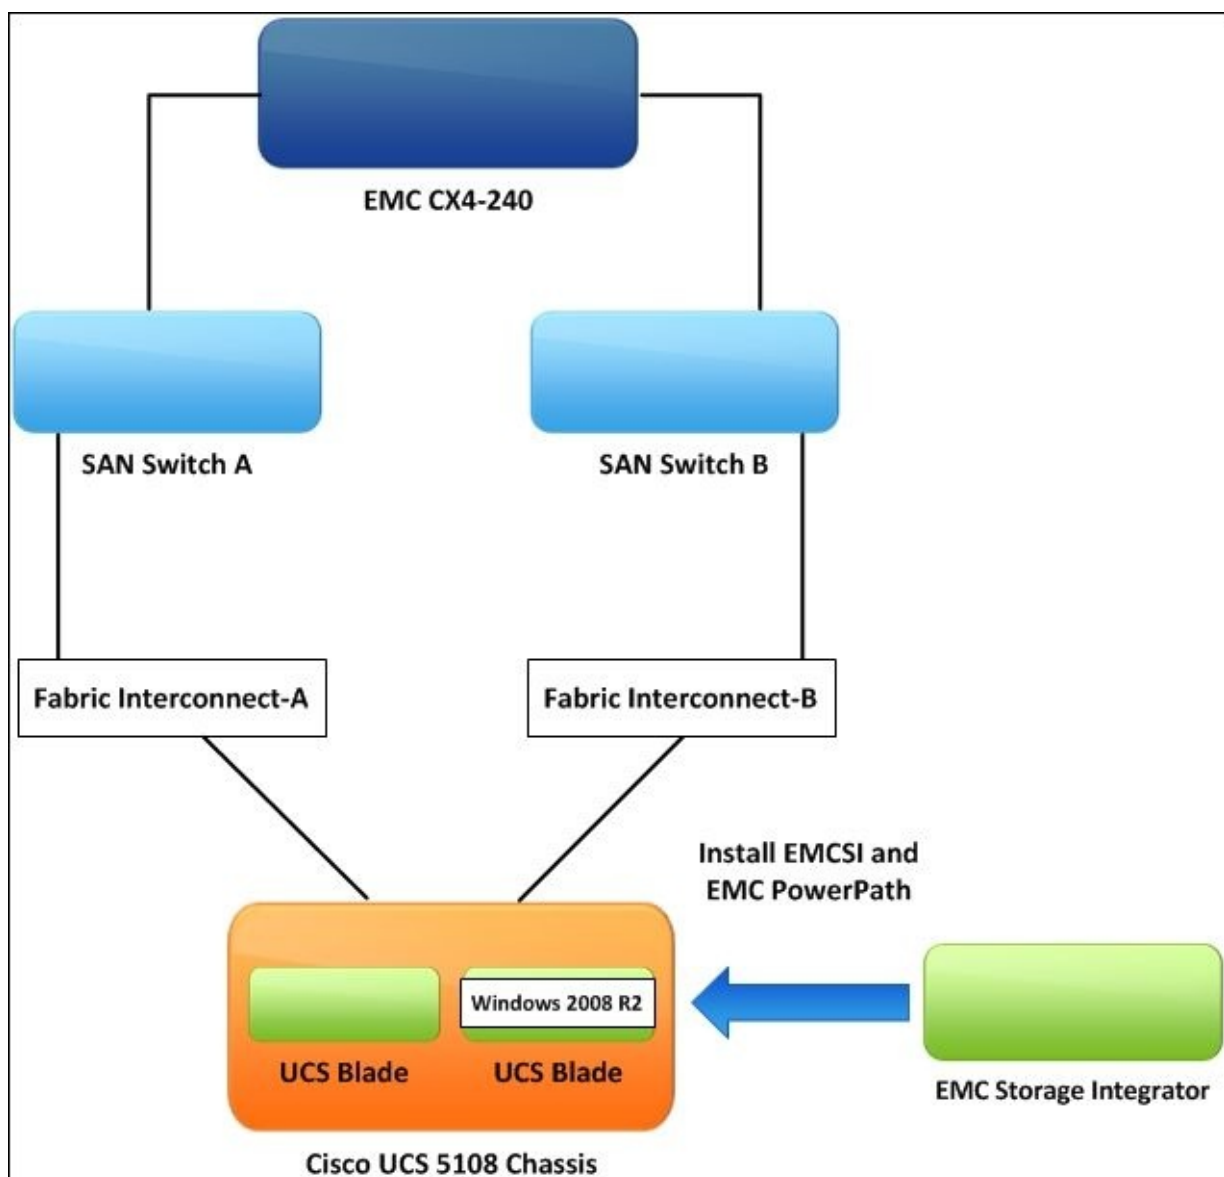 EMC CX4-240
SAN Switch A
SAN Switch B
Fabric Interconnect-A
Fabric Interconnect-B
Install EMCSI and
EMC PowerPath
Windows 2008 R2
UCS Blade
UCS Blade
EMC Storage Integrator
Cisco UCS 5108 Chassis